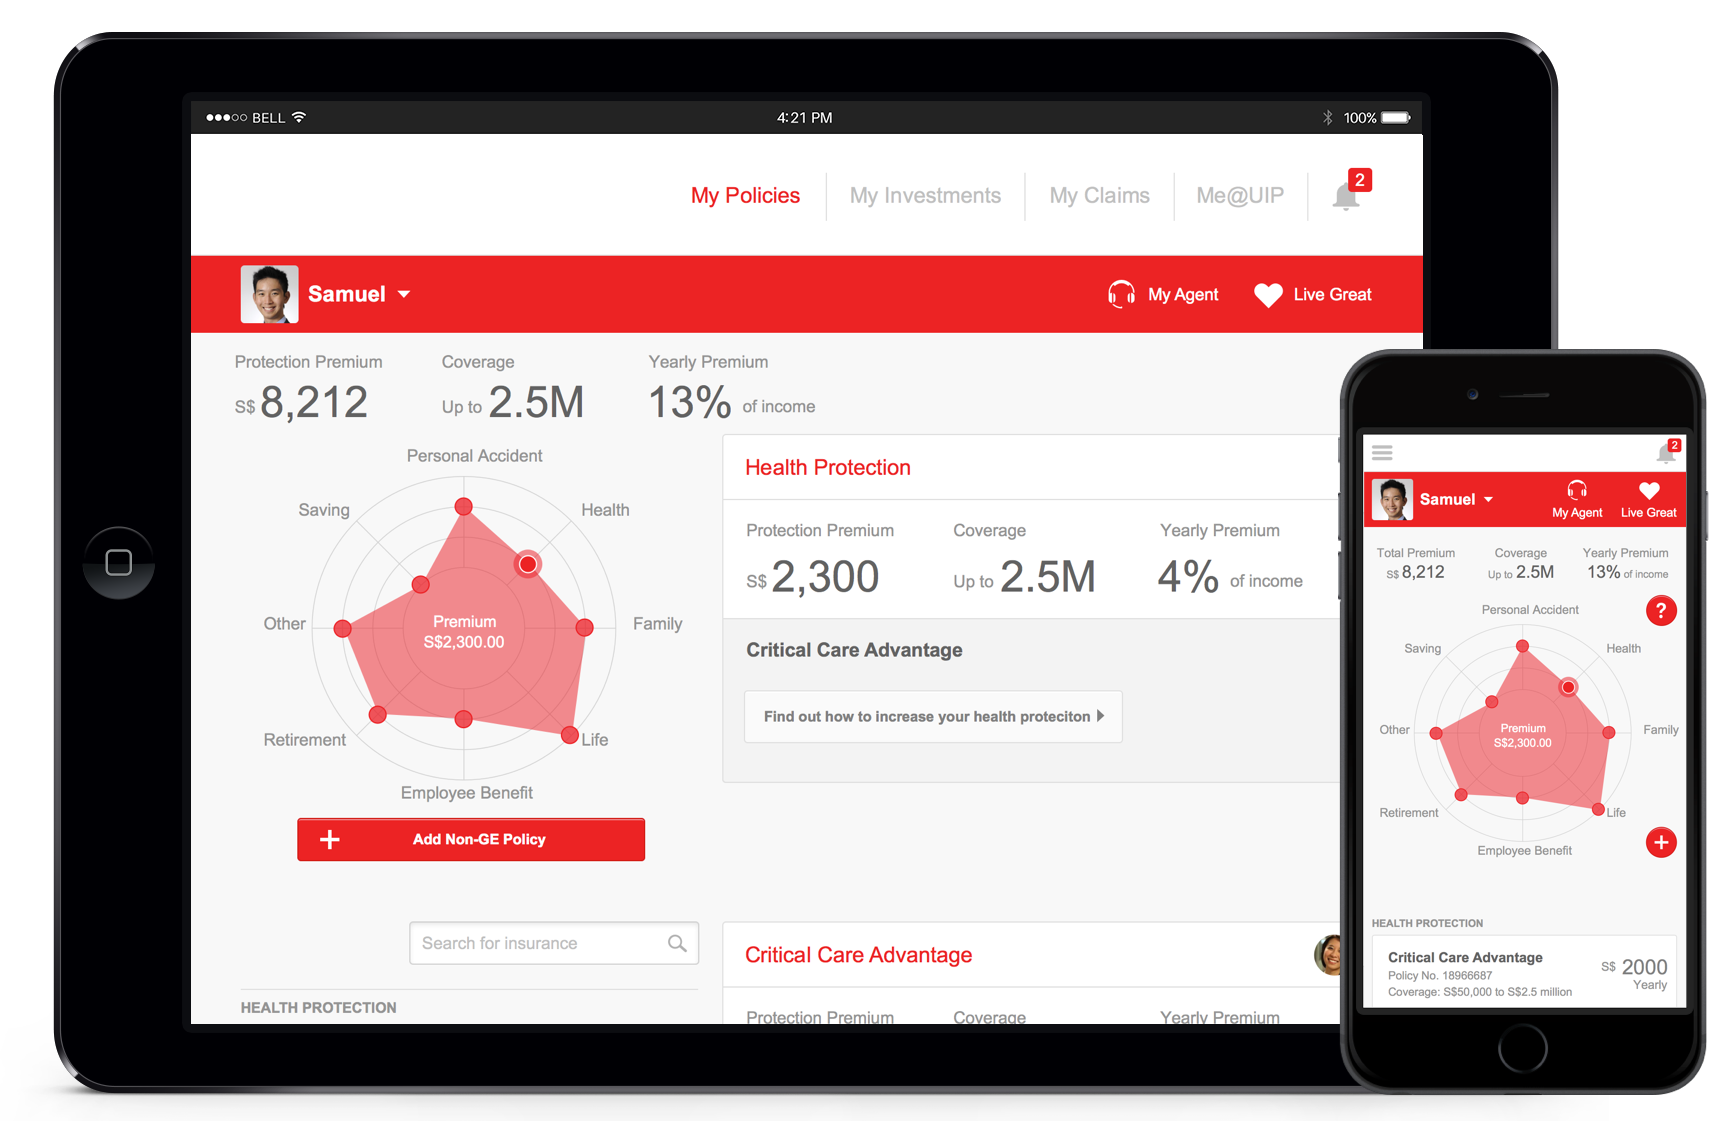 BELL
4:21 PM
100%
My Policies
My Investments
My Claims
Me@UIP
2
Samuel
My Agent
Live Great
Protection Premium
Coverage
Yearly Premium
S$ 8,212
Up to 2.5M
13% of income
Personal Accident
Saving
Health
Other
Family
Premium
S$2,300.00
Retirement
Life
Employee Benefit
Add Non-GE Policy
Health Protection
Protection Premium
Coverage
Yearly Premium
S$ 2,300
Up to 2.5M
4% of income
Critical Care Advantage
Find out how to increase your health proteciton
Search for insurance
HEALTH PROTECTION
Critical Care Advantage
Protection Premium
Coverage
Yearly Premium
2
Samuel
My Agent
Live Great
Total Premium
Coverage
Yearly Premium
S$ 8,212
Up to 2.5M
13% of income
?
Personal Accident
Saving
Health
Other
Family
Premium
S$2,300.00
Retirement
Life
+
Employee Benefit
HEALTH PROTECTION
Critical Care Advantage
Policy No. 18966687
Coverage: S$50,000 to S$2.5 million
S$ 2000
Yearly